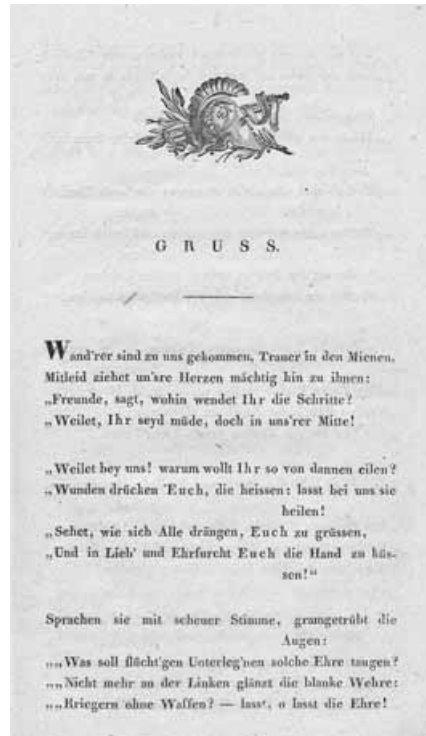 GRUSS.
Wand'rer sind zu uns gekommen, Trauer in den Mienen,
Mitleid ziehet uns're Herzen mächtig hin zu ihnen:
„Freunde, sagt, wohin wendet Ihr die Schritte?
„Weilet, Ihr seyd müde, doch in uns'rer Mitte!
„Weilet bey uns! warum wollt Ihr so von dannen eilen?
„Wunden drücken Euch, die heissen: lasst bei uns sie
heilen!
„Sehet, wie sich Alle drängen, Euch zu grüssen,
„Und in Lieb' und Ehrfurcht Euch die Hand zu küs-
sen!“
Sprachen sie mit scheuer Stimme, gramgetrübt die
Augen:
„„Was soll flücht'gen Unterleg'nen solche Ehre taugen?
„„Nicht mehr an der Linken glänzt die blanke Wehre:
„„Kriegern ohne Waffen? — lasst, o lasst die Ehre!